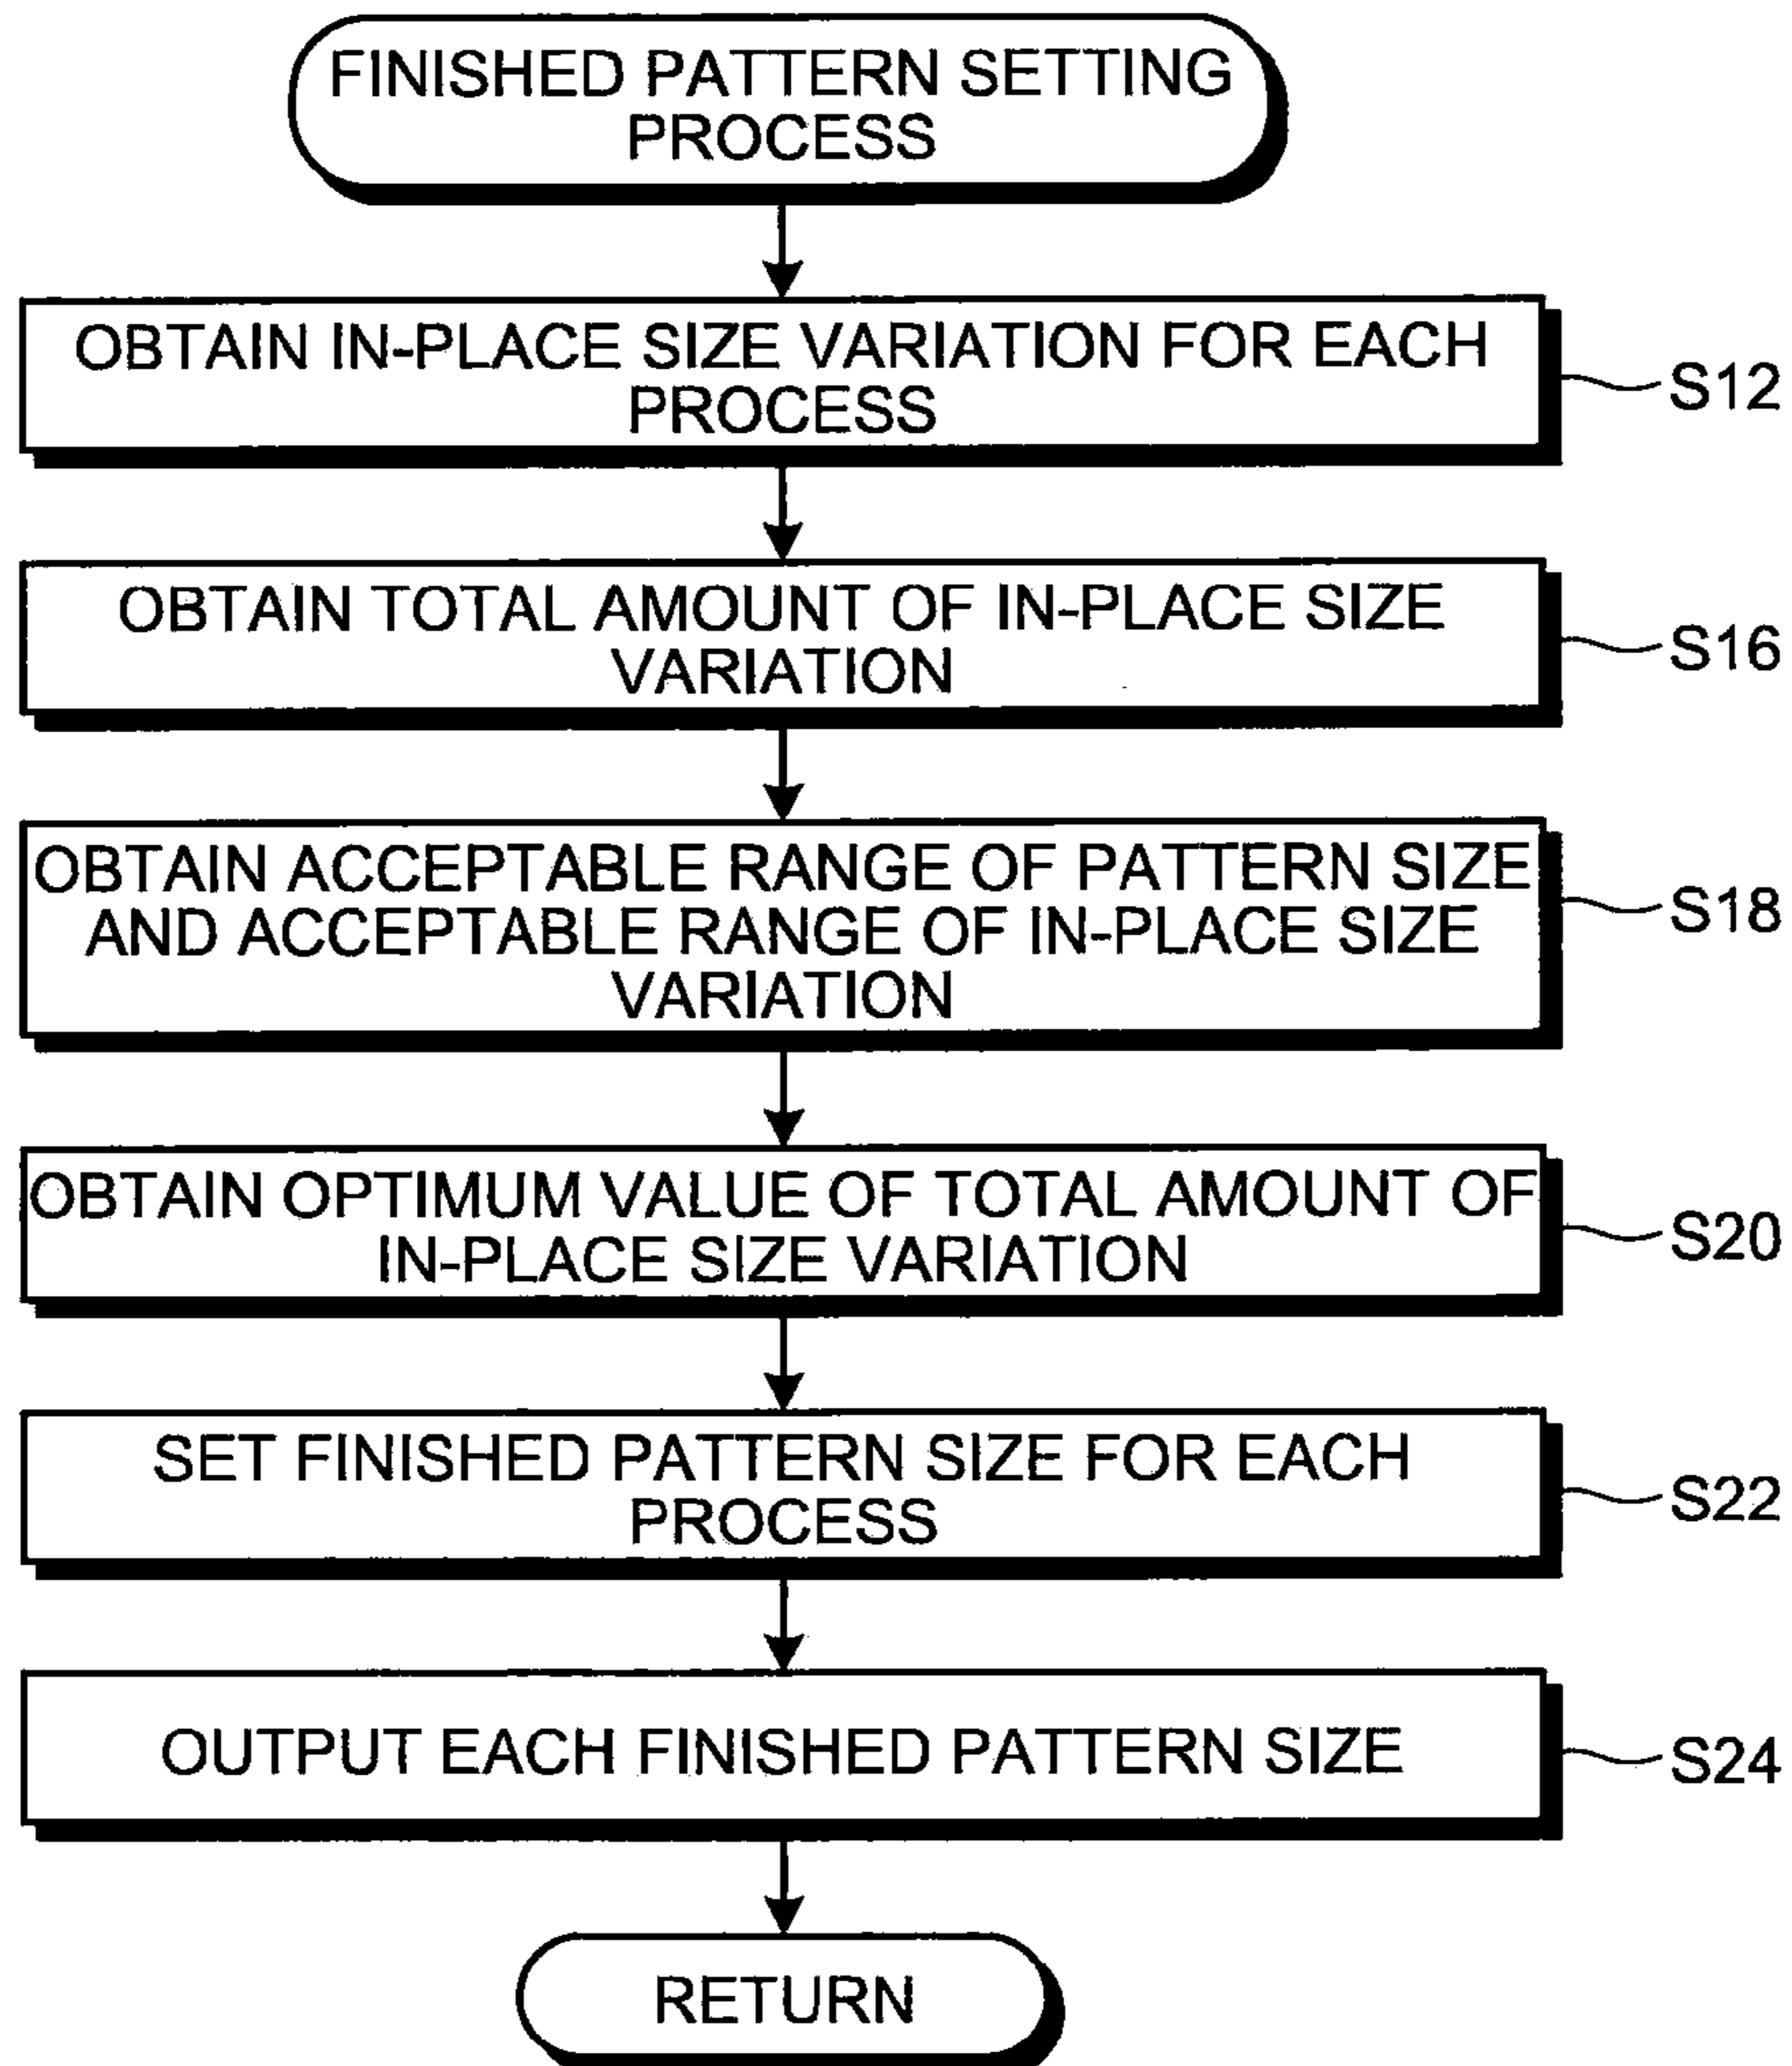 FINISHED PATTERN SETTING
PROCESS
OBTAIN IN-PLACE SIZE VARIATION FOR EACH
PROCESS
S12
OBTAIN TOTAL AMOUNT OF IN-PLACE SIZE
VARIATION
S16
OBTAIN ACCEPTABLE RANGE OF PATTERN SIZE
AND ACCEPTABLE RANGE OF IN-PLACE SIZE
VARIATION
S18
OBTAIN OPTIMUM VALUE OF TOTAL AMOUNT OF
IN-PLACE SIZE VARIATION
S20
SET FINISHED PATTERN SIZE FOR EACH
PROCESS
S22
OUTPUT EACH FINISHED PATTERN SIZE
S24
RETURN